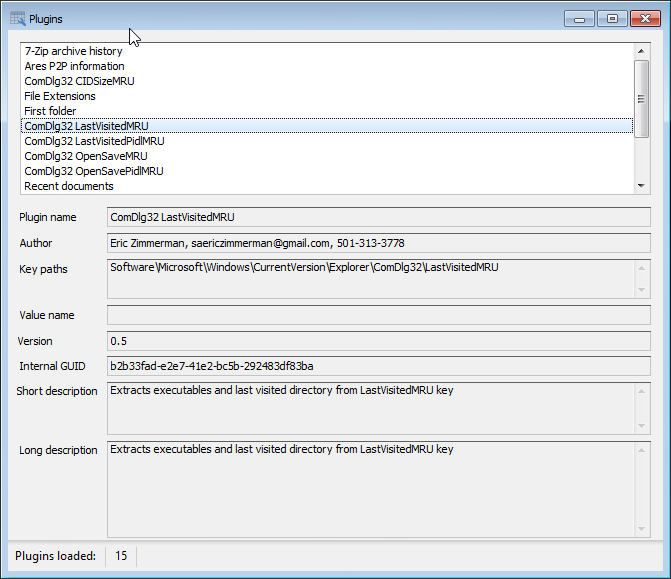 Plugins
7-Zip archive history
Ares P2P information
ComDlg32 CIDSizeMRU
File Extensions
First folder
ComDlg32 LastVisitedMRU
ComDlg32 LastVisitedPidlMRU
ComDlg32 OpenSaveMRU
ComDlg32 OpenSavePidlMRU
Recent documents
Plugin name ComDlg32 LastVisitedMRU
Author Eric Zimmerman, saericzimmerman@gmail.com, 501-313-3778
Key paths Software\Microsoft\Windows\CurrentVersion\Explorer\ComDlg32\LastVisitedMRU
Value name
Version 0.5
Internal GUID b2b33fad-e2e7-41e2-bc5b-292483df83ba
Short description Extracts executables and last visited directory from LastVisitedMRU key
Long description Extracts executables and last visited directory from LastVisitedMRU key
Plugins loaded: 15